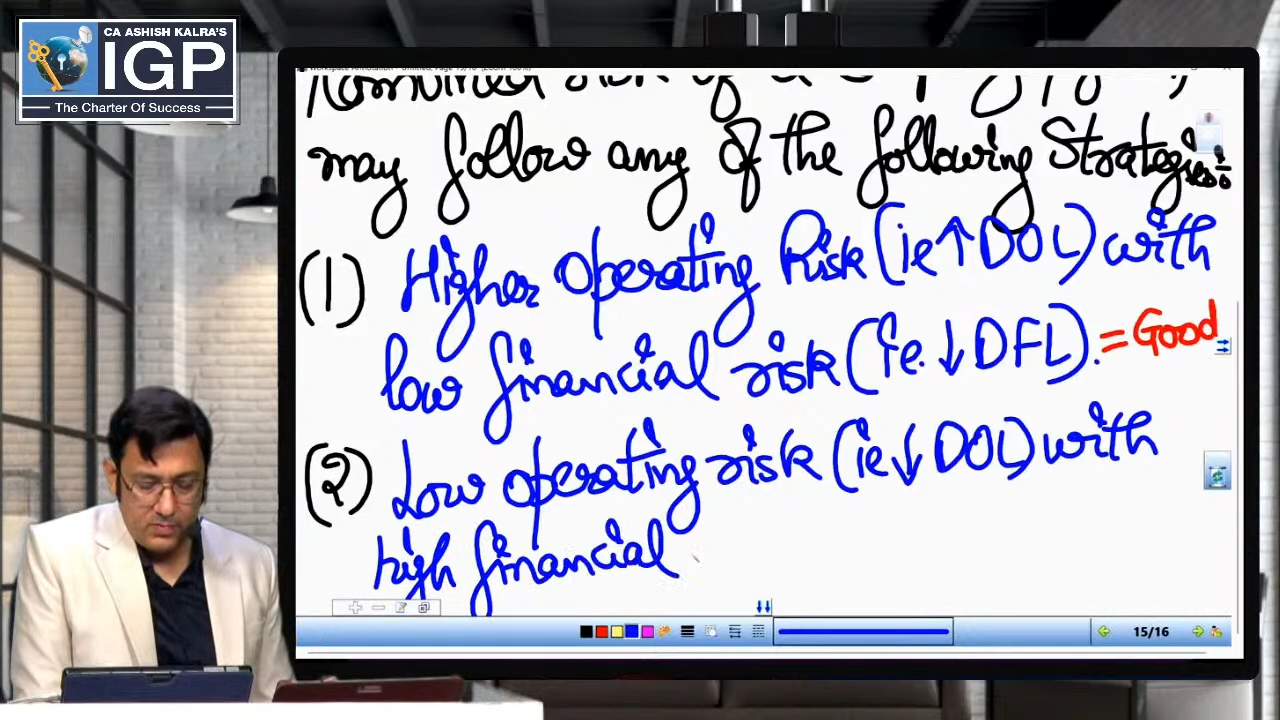 CA ASHISH KALRA'S
IGP
The Charter Of Success
may follow any of the following Strategies:-
(1) Higher operating Risk (ie ↑ DOL) with
low financial risk (ie. ↓ DFL). = Good
(2) Low operating risk (ie ↓ DOL) with
high financial
15/16